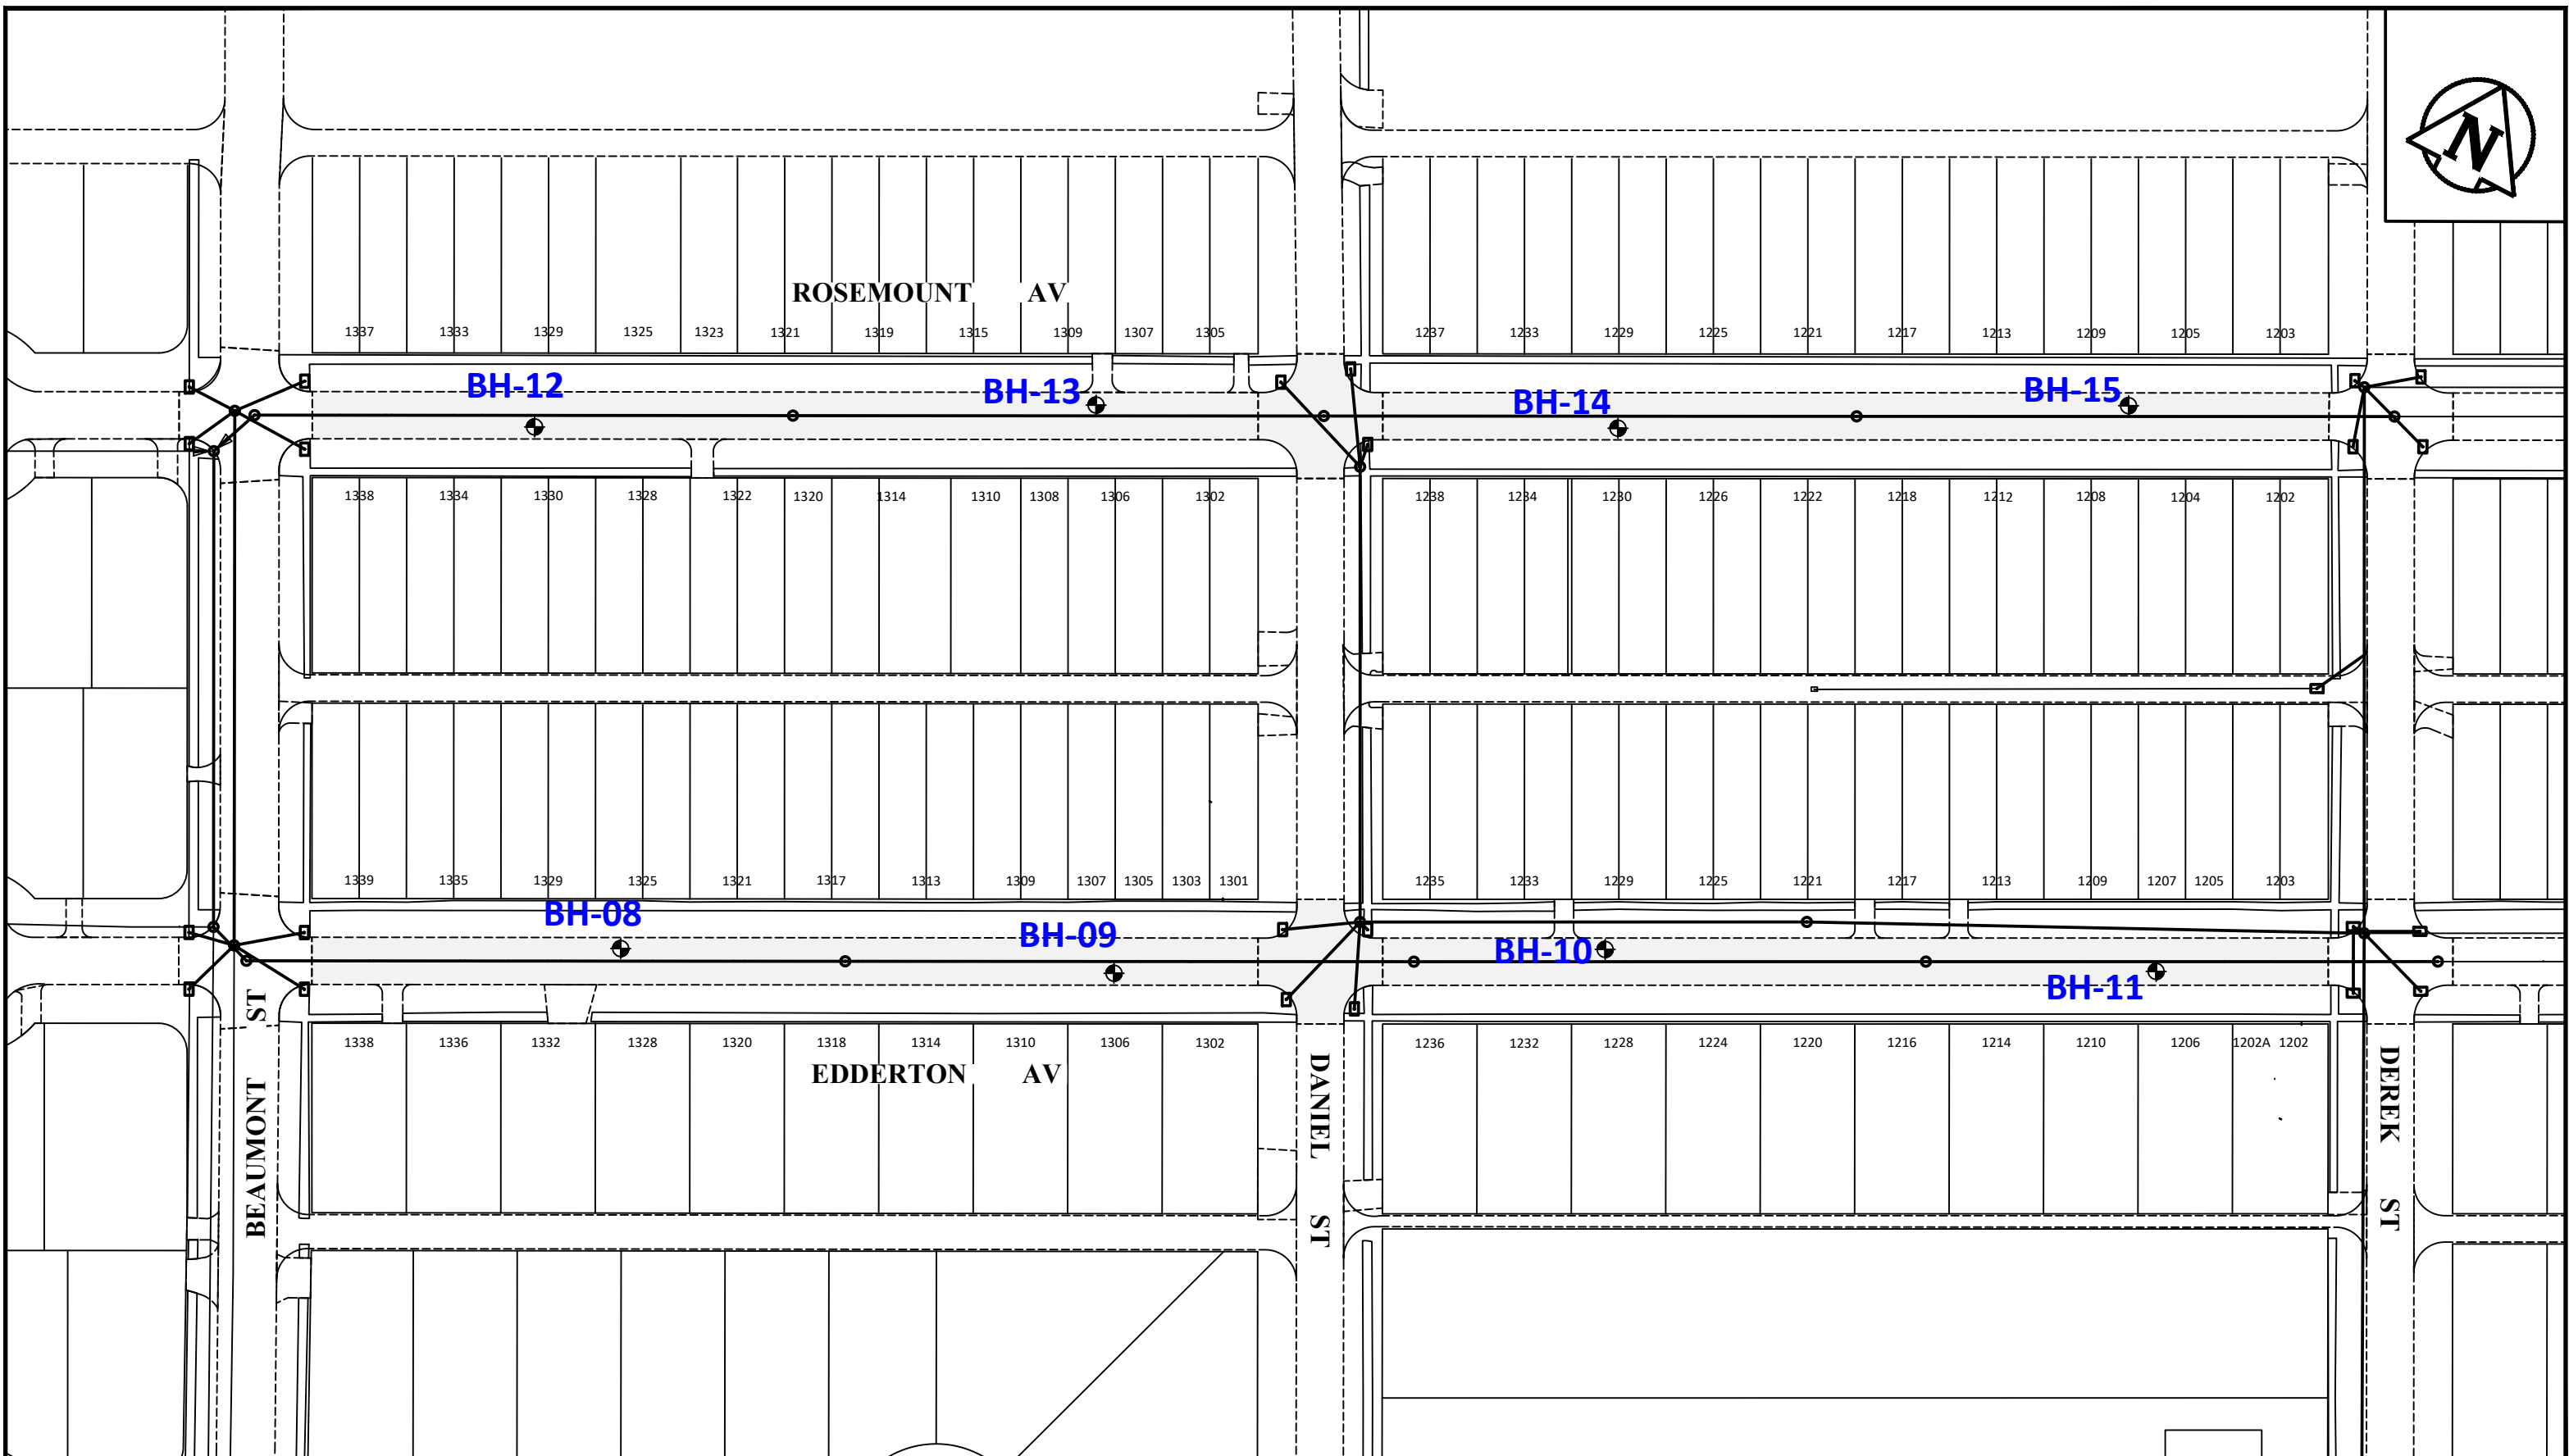 N
ROSEMOUNT AV
1337 1333 1329 1325 1323 1321 1319 1315 1309 1307 1305
1237 1233 1229 1225 1221 1217 1213 1209 1205 1203
BH-12 BH-13 BH-14 BH-15
1338 1334 1330 1328 1322 1320 1314 1310 1308 1306 1302
1238 1234 1230 1226 1222 1218 1212 1208 1204 1202
1339 1335 1329 1325 1321 1317 1313 1309 1307 1305 1303 1301
1235 1233 1229 1225 1221 1217 1213 1209 1207 1205 1203
BH-08 BH-09 BH-10 BH-11
1338 1336 1332 1328 1320 1318 1314 1310 1306 1302
1236 1232 1228 1224 1220 1216 1214 1210 1206 1202A 1202
EDDERTON AV
BEAUMONT ST
DANIEL ST
DEREK ST